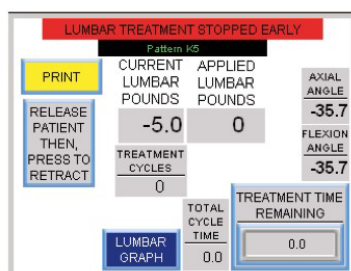 LUMBAR TREATMENT STOPPED EARLY
Pattern K5
PRINT
CURRENT
LUMBAR
POUNDS
-5.0
APPLIED
LUMBAR
POUNDS
0
AXIAL
ANGLE
-35.7
RELEASE
PATIENT
THEN,
PRESS TO
RETRACT
FLEXION
ANGLE
-35.7
TREATMENT
CYCLES
0
TOTAL
CYCLE
TIME
0.0
TREATMENT TIME
REMAINING
0.0
LUMBAR
GRAPH